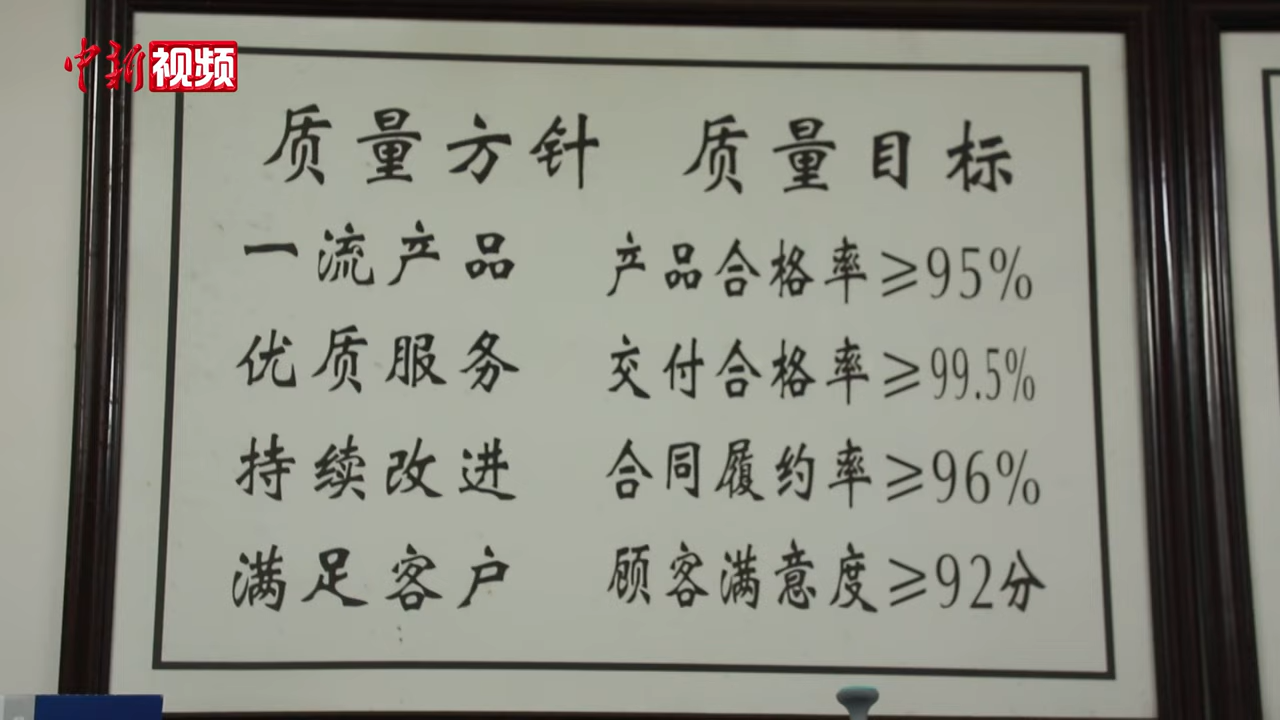 中新视频
质量方针 质量目标
一流产品 产品合格率≥95%
优质服务 交付合格率≥99.5%
持续改进 合同履约率≥96%
满足客户 顾客满意度≥92分